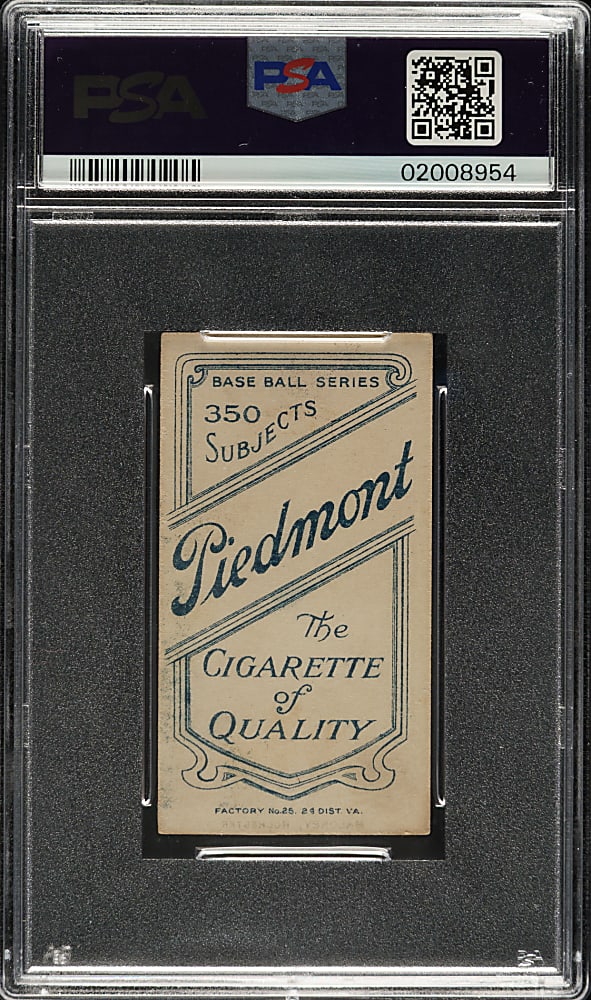 PSA
PSA
02008954
BASE BALL SERIES
350
SUBJECTS
Piedmont
The
CIGARETTE
of
QUALITY
FACTORY No.25. 2d DIST. VA.